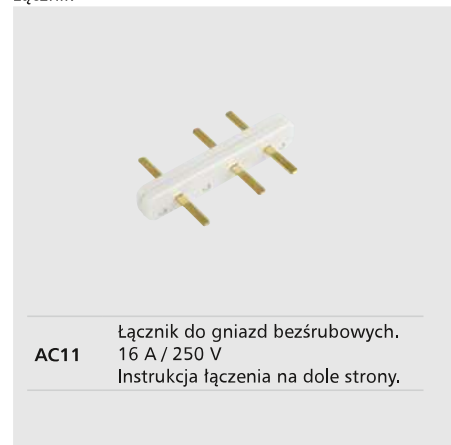 AC11
Łącznik do gniazd bezśrubowych.
16 A / 250 V
Instrukcja łączenia na dole strony.